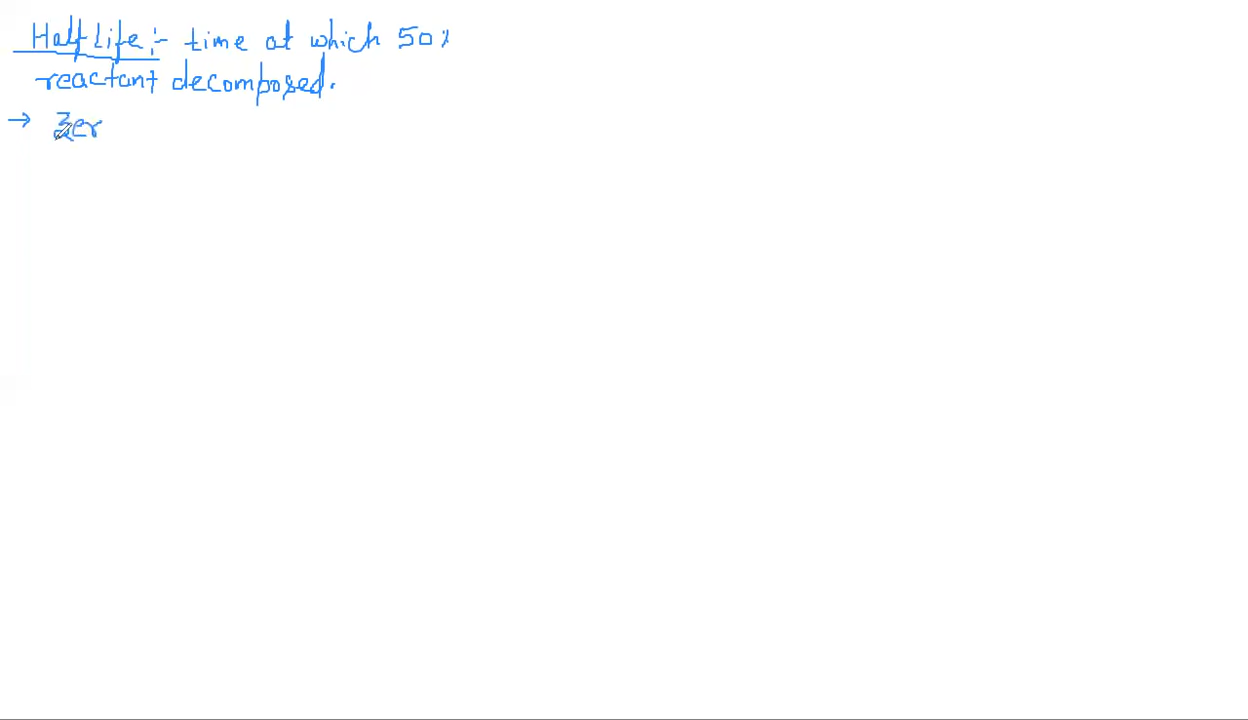 Half Life :- time at which 50%
reactant decomposed.
→ Zer